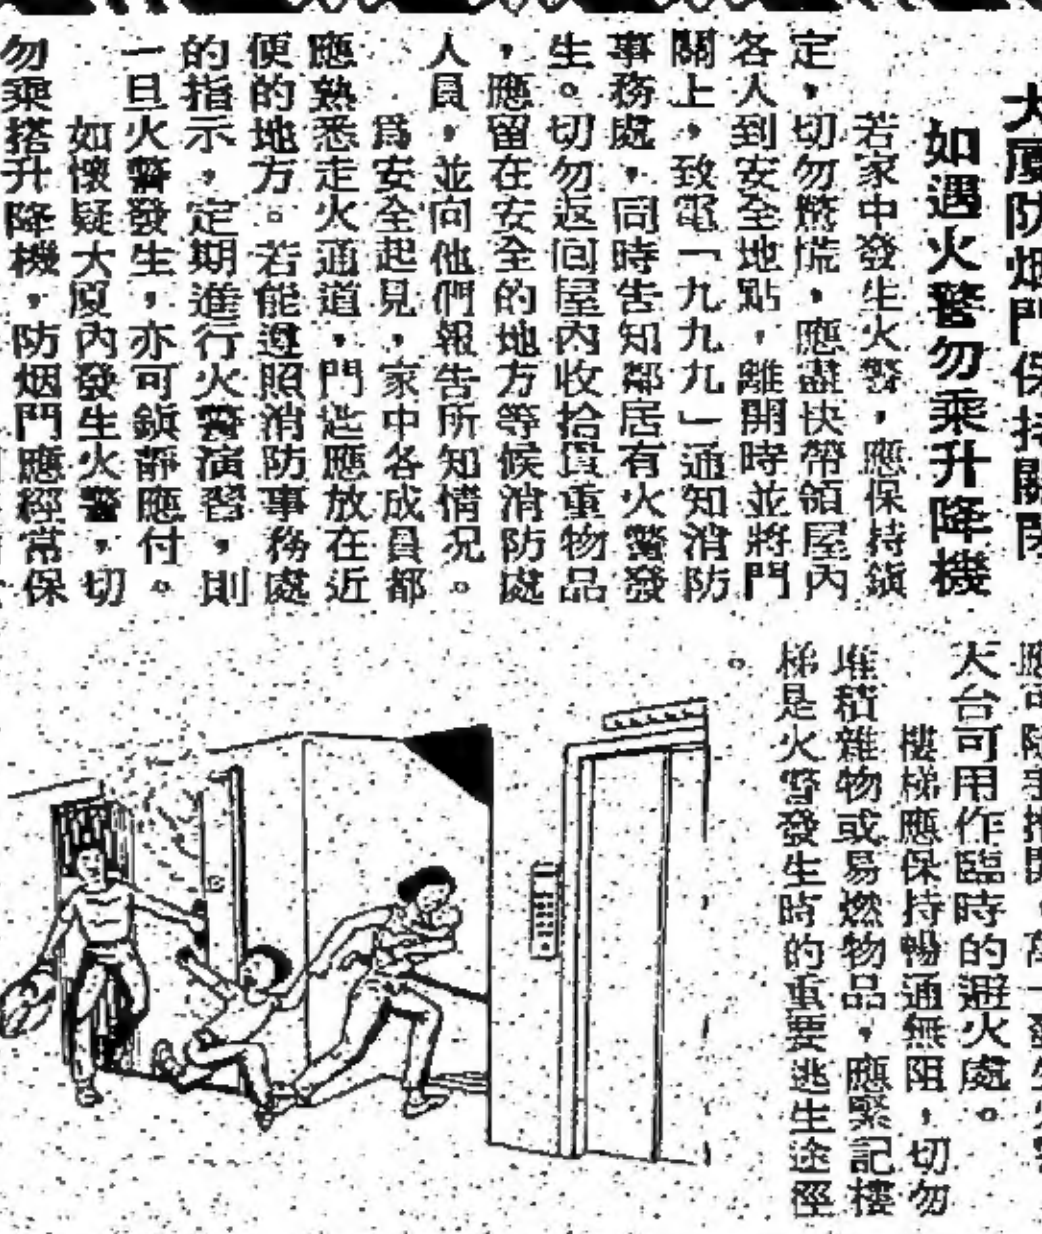 大廈防烟門保持關閉
如遇火警勿乘升降機
若家中發生火警，應保持鎮
定，切勿驚慌，應盡快帶領屋內
各人到安全地點，離開時並將門
關上，致電「九九九」通知消防
事務處，同時告知鄰居有火警發
生。切勿返回屋內收拾貴重物品
，應留在安全的地方等候消防處
人員，並向他們報告所知情况。
爲安全起見，家中各成員都
應熟悉走火通道，門匙應放在近
便的地方。若能遵照消防事務處
的指示，定期進行火警演習，則
一旦火警發生，亦可鎮靜應付。
如懷疑大廈內發生火警，切
勿乘搭升降機，防烟門應經常保
天台可用作臨時的避火處。
樓梯應保持暢通無阻，切勿
堆積雜物或易燃物品，應緊記樓
梯是火警發生時的重要逃生途徑
。